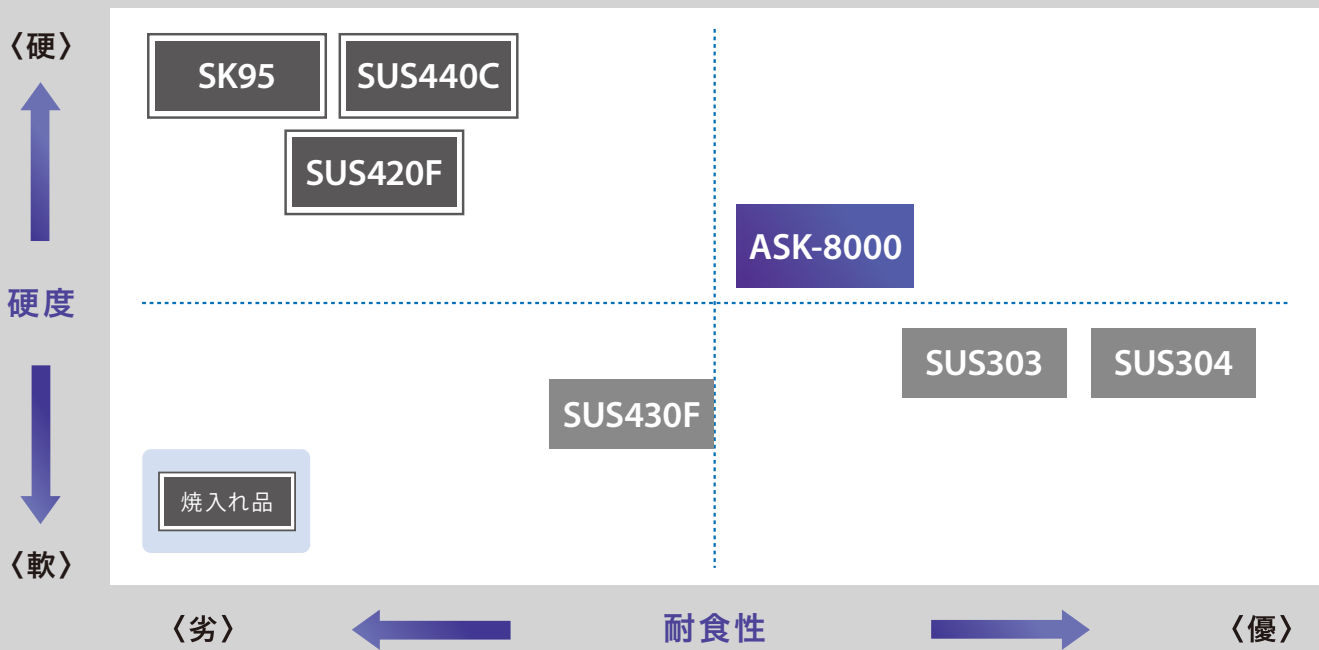 〈硬〉
硬度
〈軟〉
SK95
SUS440C
SUS420F
ASK-8000
SUS303
SUS304
SUS430F
焼入れ品
〈劣〉
耐食性
〈優〉